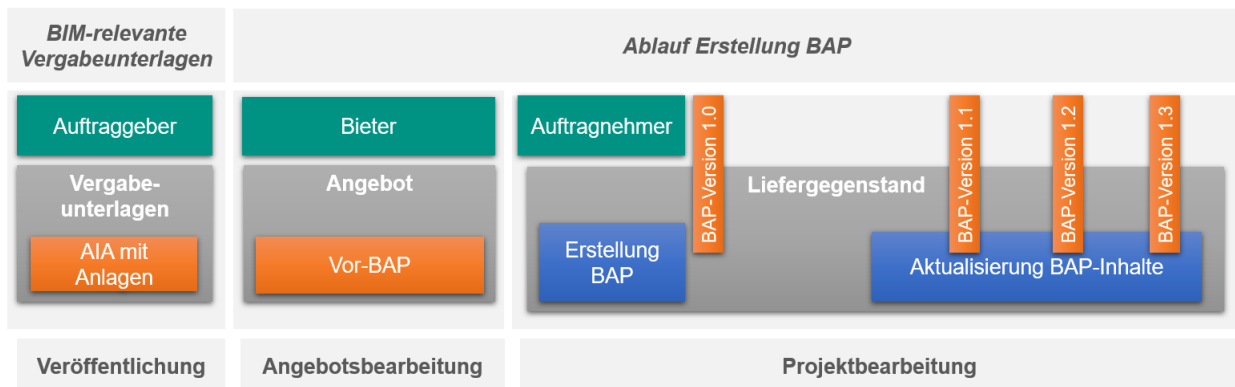 BIM-relevante
Vergabeunterlagen
Ablauf Erstellung BAP
Auftraggeber
Vergabe-
unterlagen
AIA mit
Anlagen
Bieter
Angebot
Vor-BAP
Auftragnehmer
BAP-Version 1.0
Liefergegenstand
Erstellung
BAP
BAP-Version 1.1
BAP-Version 1.2
BAP-Version 1.3
Aktualisierung BAP-Inhalte
Veröffentlichung
Angebotsbearbeitung
Projektbearbeitung